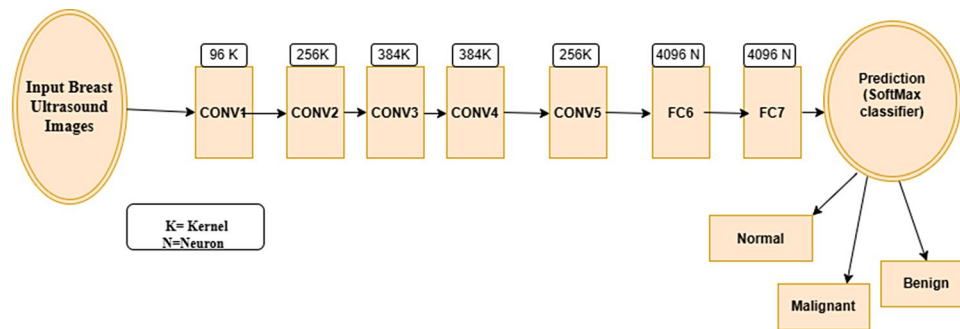 96 K
256K
384K
384K
256K
4096 N
4096 N
Input Breast
Ultrasound
Images
CONV1
CONV2
CONV3
CONV4
CONV5
FC6
FC7
Prediction
(SoftMax
classifier)
K= Kernel
N=Neuron
Normal
Malignant
Benign